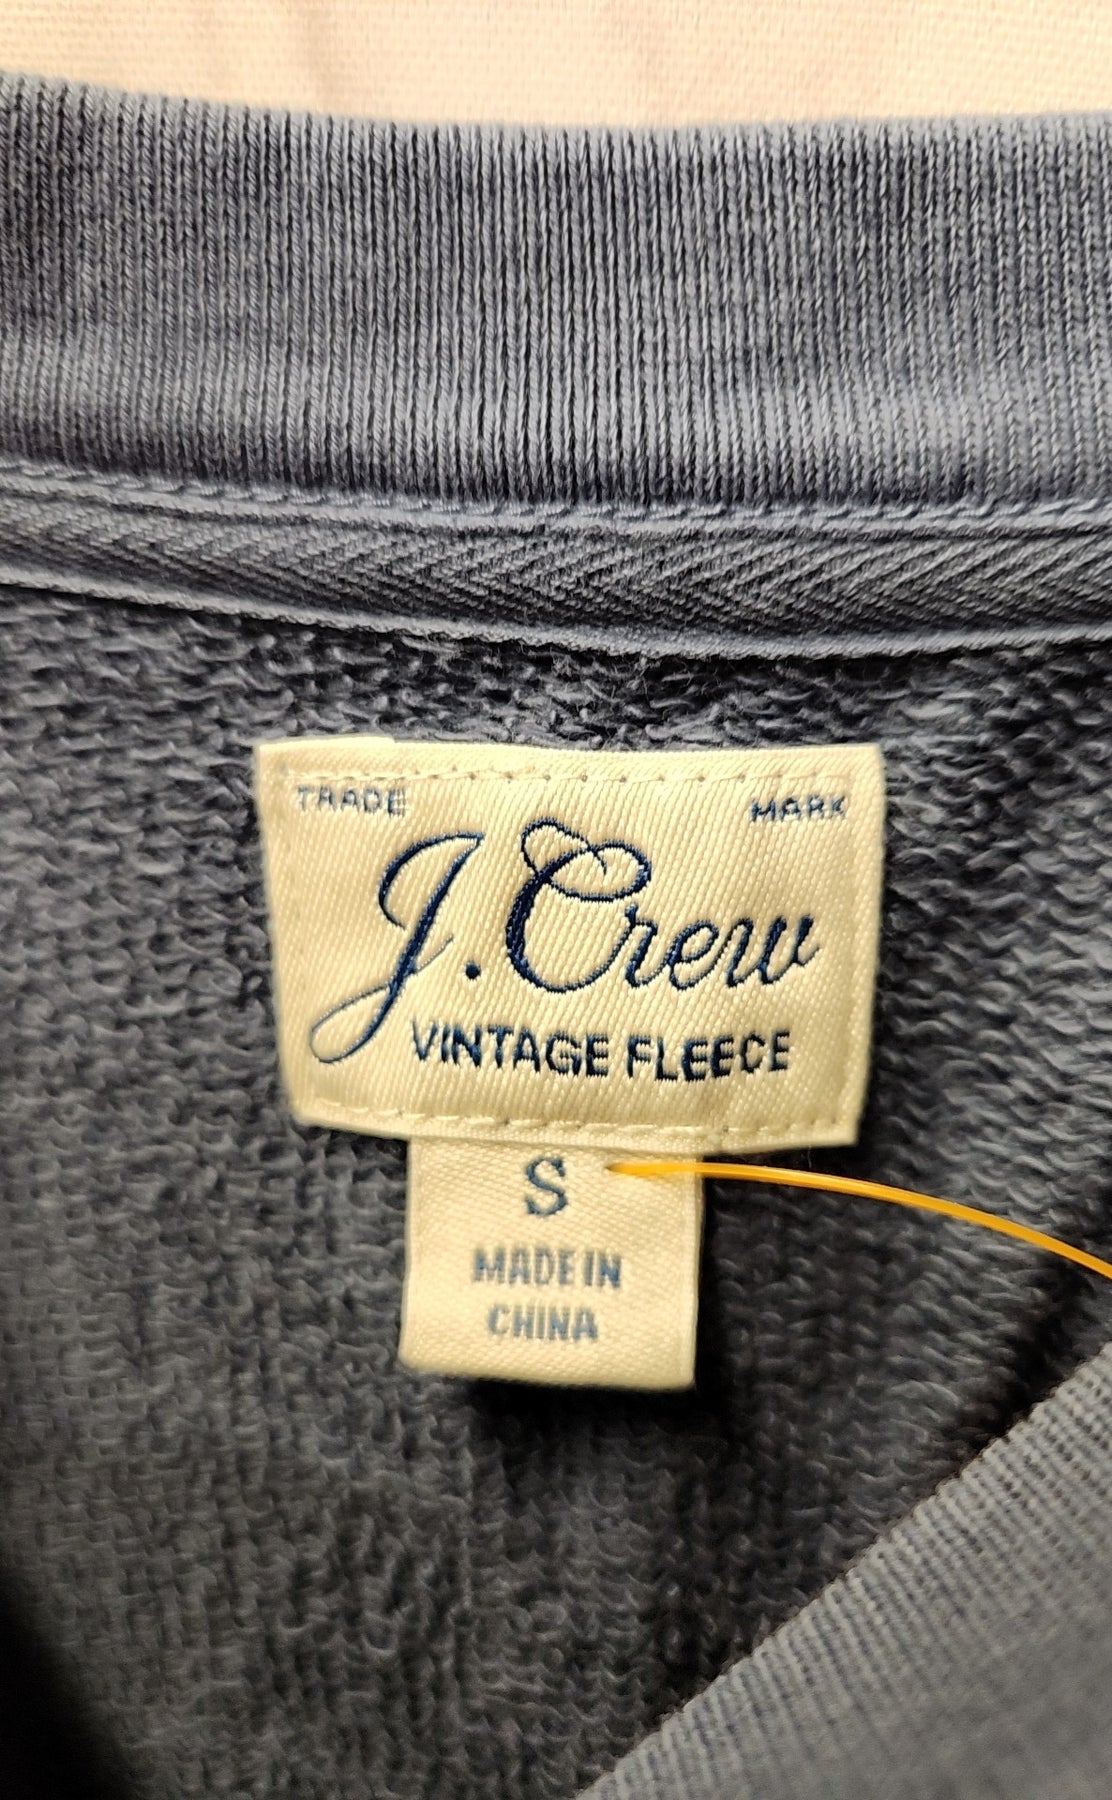 TRADE MARK
J.Crew
VINTAGE FLEECE
S
MADE IN
CHINA